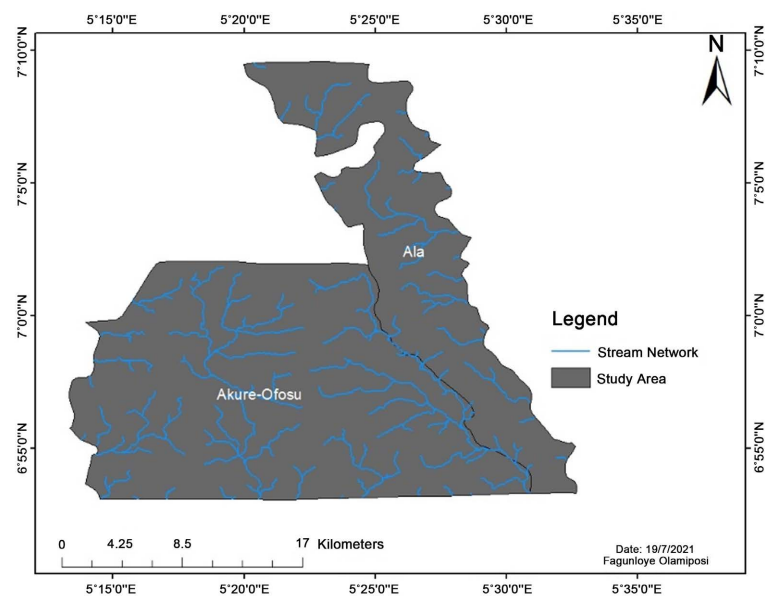 5°15'0"E 5°20'0"E 5°25'0"E 5°30'0"E 5°35'0"E
7°10'0"N 7°10'0"N
N
7°5'0"N 7°5'0"N
Ala
7°0'0"N 7°0'0"N
Legend
Stream Network
Study Area
Akure-Ofosu
6°55'0"N 6°55'0"N
0 4.25 8.5 17 Kilometers
Date: 19/7/2021
Fagunloye Olamiposi
5°15'0"E 5°20'0"E 5°25'0"E 5°30'0"E 5°35'0"E